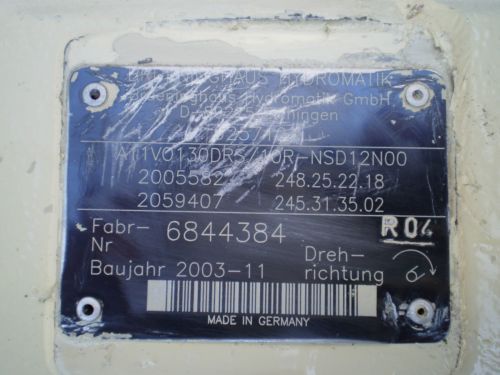 HYDROMATIK
Hydromatik GmbH
A11VO130DRS/10R-NSD12N00
2005582 248.25.22.18
2059407 245.31.35.02
R04
Fabr-
Nr 6844384
Dreh-
richtung
Baujahr 2003-11
MADE IN GERMANY